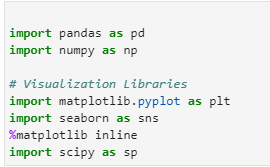 import pandas as pd
import numpy as np
# Visualization Libraries
import matplotlib.pyplot as plt
import seaborn as sns
%matplotlib inline
import scipy as sp